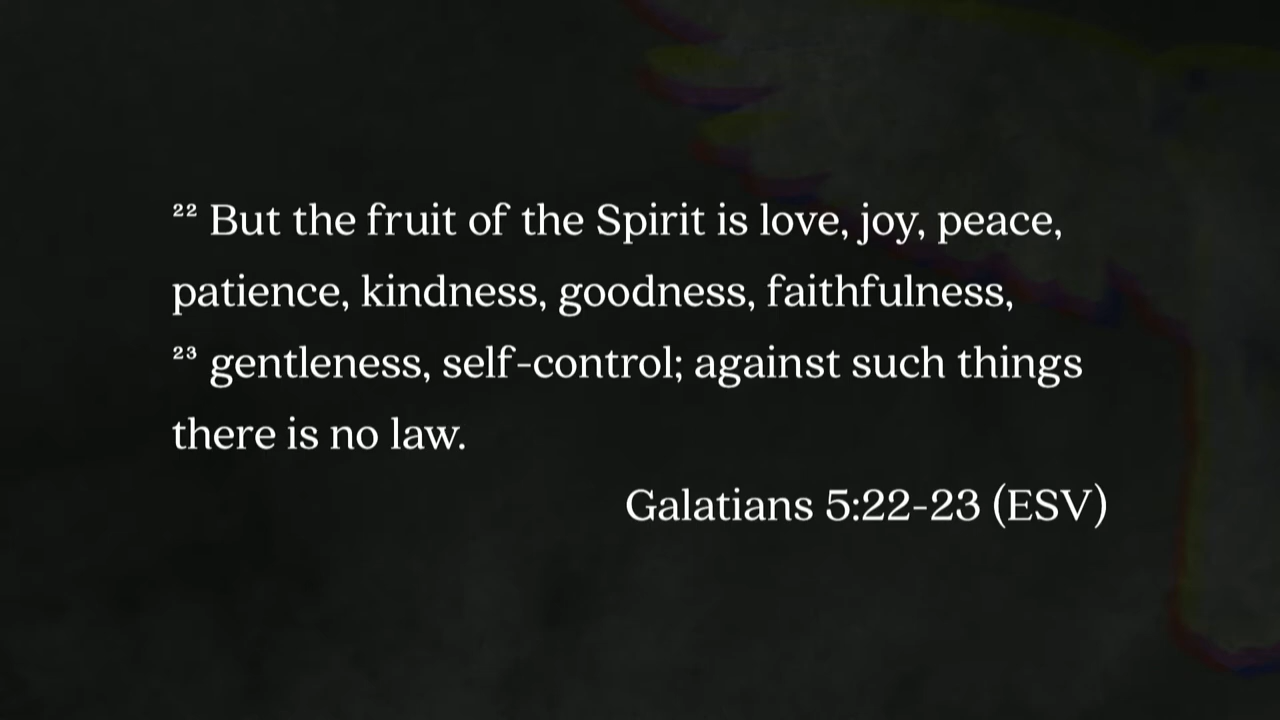 ²² But the fruit of the Spirit is love, joy, peace,
patience, kindness, goodness, faithfulness,
²³ gentleness, self-control; against such things
there is no law.
Galatians 5:22-23 (ESV)